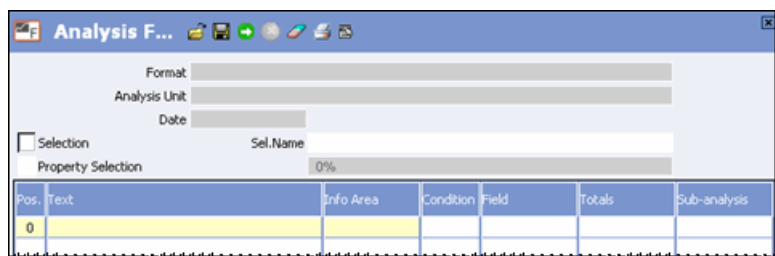 F Analysis F...
Format
Analysis Unit
Date
Selection Sel.Name
Property Selection 0%
Pos. Text Info Area Condition Field Totals Sub-analysis
0